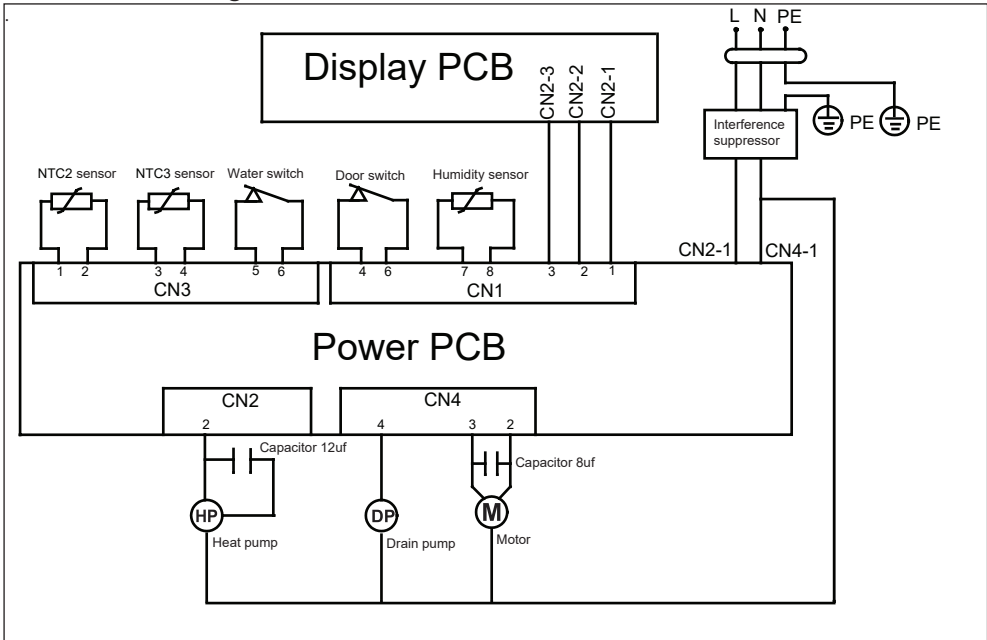 L N PE
Display PCB
CN2-3
CN2-2
CN2-1
3 2 1
Interference
suppressor
PE PE
NTC2 sensor NTC3 sensor Water switch Door switch Humidity sensor
CN2-1 CN4-1
1 2 3 4 5 6 4 6 7 8 3 2 1
CN3 CN1
Power PCB
CN2 CN4
2 4 3 2
Capacitor 12uf Capacitor 8uf
HP DP M
Heat pump Drain pump Motor